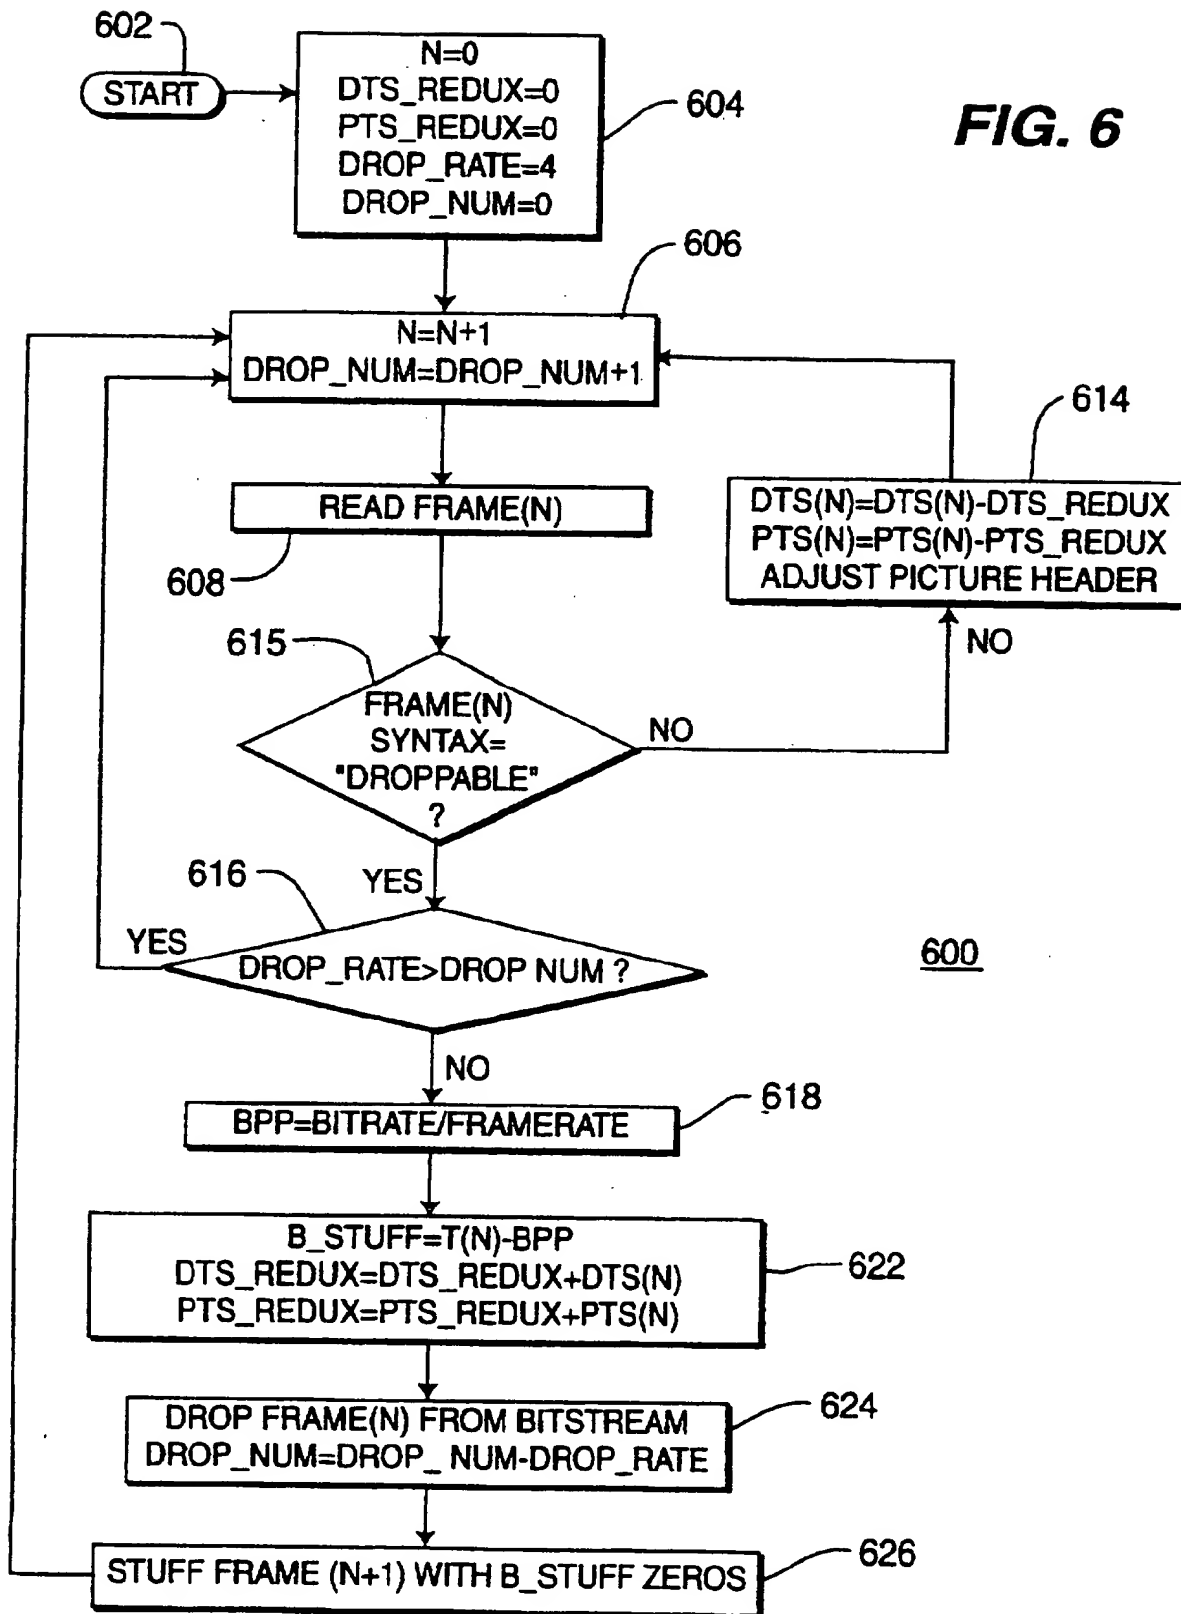 602
START
N=0
DTS_REDUX=0
PTS_REDUX=0
DROP_RATE=4
DROP_NUM=0
604
FIG. 6
606
N=N+1
DROP_NUM=DROP_NUM+1
614
DTS(N)=DTS(N)-DTS_REDUX
PTS(N)=PTS(N)-PTS_REDUX
ADJUST PICTURE HEADER
READ FRAME(N)
608
NO
615
FRAME(N)
SYNTAX=
"DROPPABLE"
?
NO
616
YES
YES
DROP_RATE>DROP NUM ?
600
NO
618
BPP=BITRATE/FRAMERATE
B_STUFF=T(N)-BPP
DTS_REDUX=DTS_REDUX+DTS(N)
PTS_REDUX=PTS_REDUX+PTS(N)
622
DROP FRAME(N) FROM BITSTREAM
DROP_NUM=DROP_ NUM-DROP_RATE
624
STUFF FRAME (N+1) WITH B_STUFF ZEROS
626